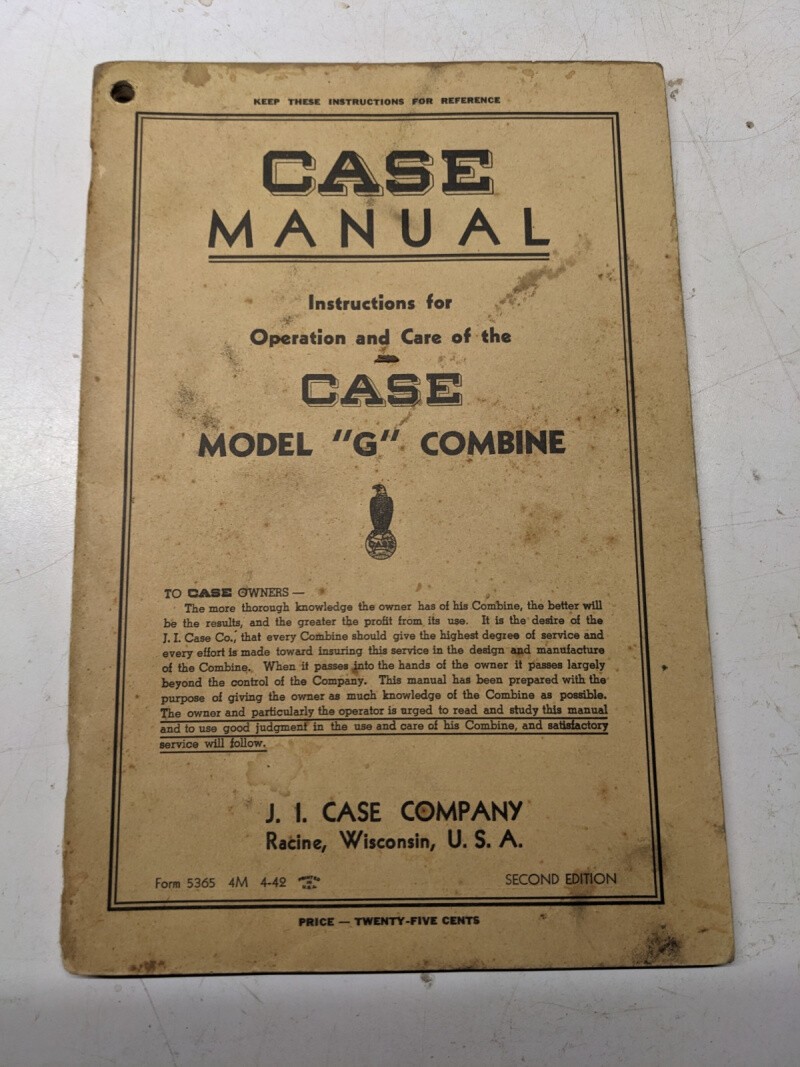 KEEP THESE INSTRUCTIONS FOR REFERENCE
CASE
MANUAL
Instructions for
Operation and Care of the
CASE
MODEL "G" COMBINE
CASE
TO CASE OWNERS —
The more thorough knowledge the owner has of his Combine, the better will
be the results, and the greater the profit from its use. It is the desire of the
J. I. Case Co., that every Combine should give the highest degree of service and
every effort is made toward insuring this service in the design and manufacture
of the Combine. When it passes into the hands of the owner it passes largely
beyond the control of the Company. This manual has been prepared with the
purpose of giving the owner as much knowledge of the Combine as possible.
The owner and particularly the operator is urged to read and study this manual
and to use good judgment in the use and care of his Combine, and satisfactory
service will follow.
J. I. CASE COMPANY
Racine, Wisconsin, U. S. A.
Form 5365 4M 4-42 PRINTED IN U.S.A. SECOND EDITION
PRICE — TWENTY-FIVE CENTS